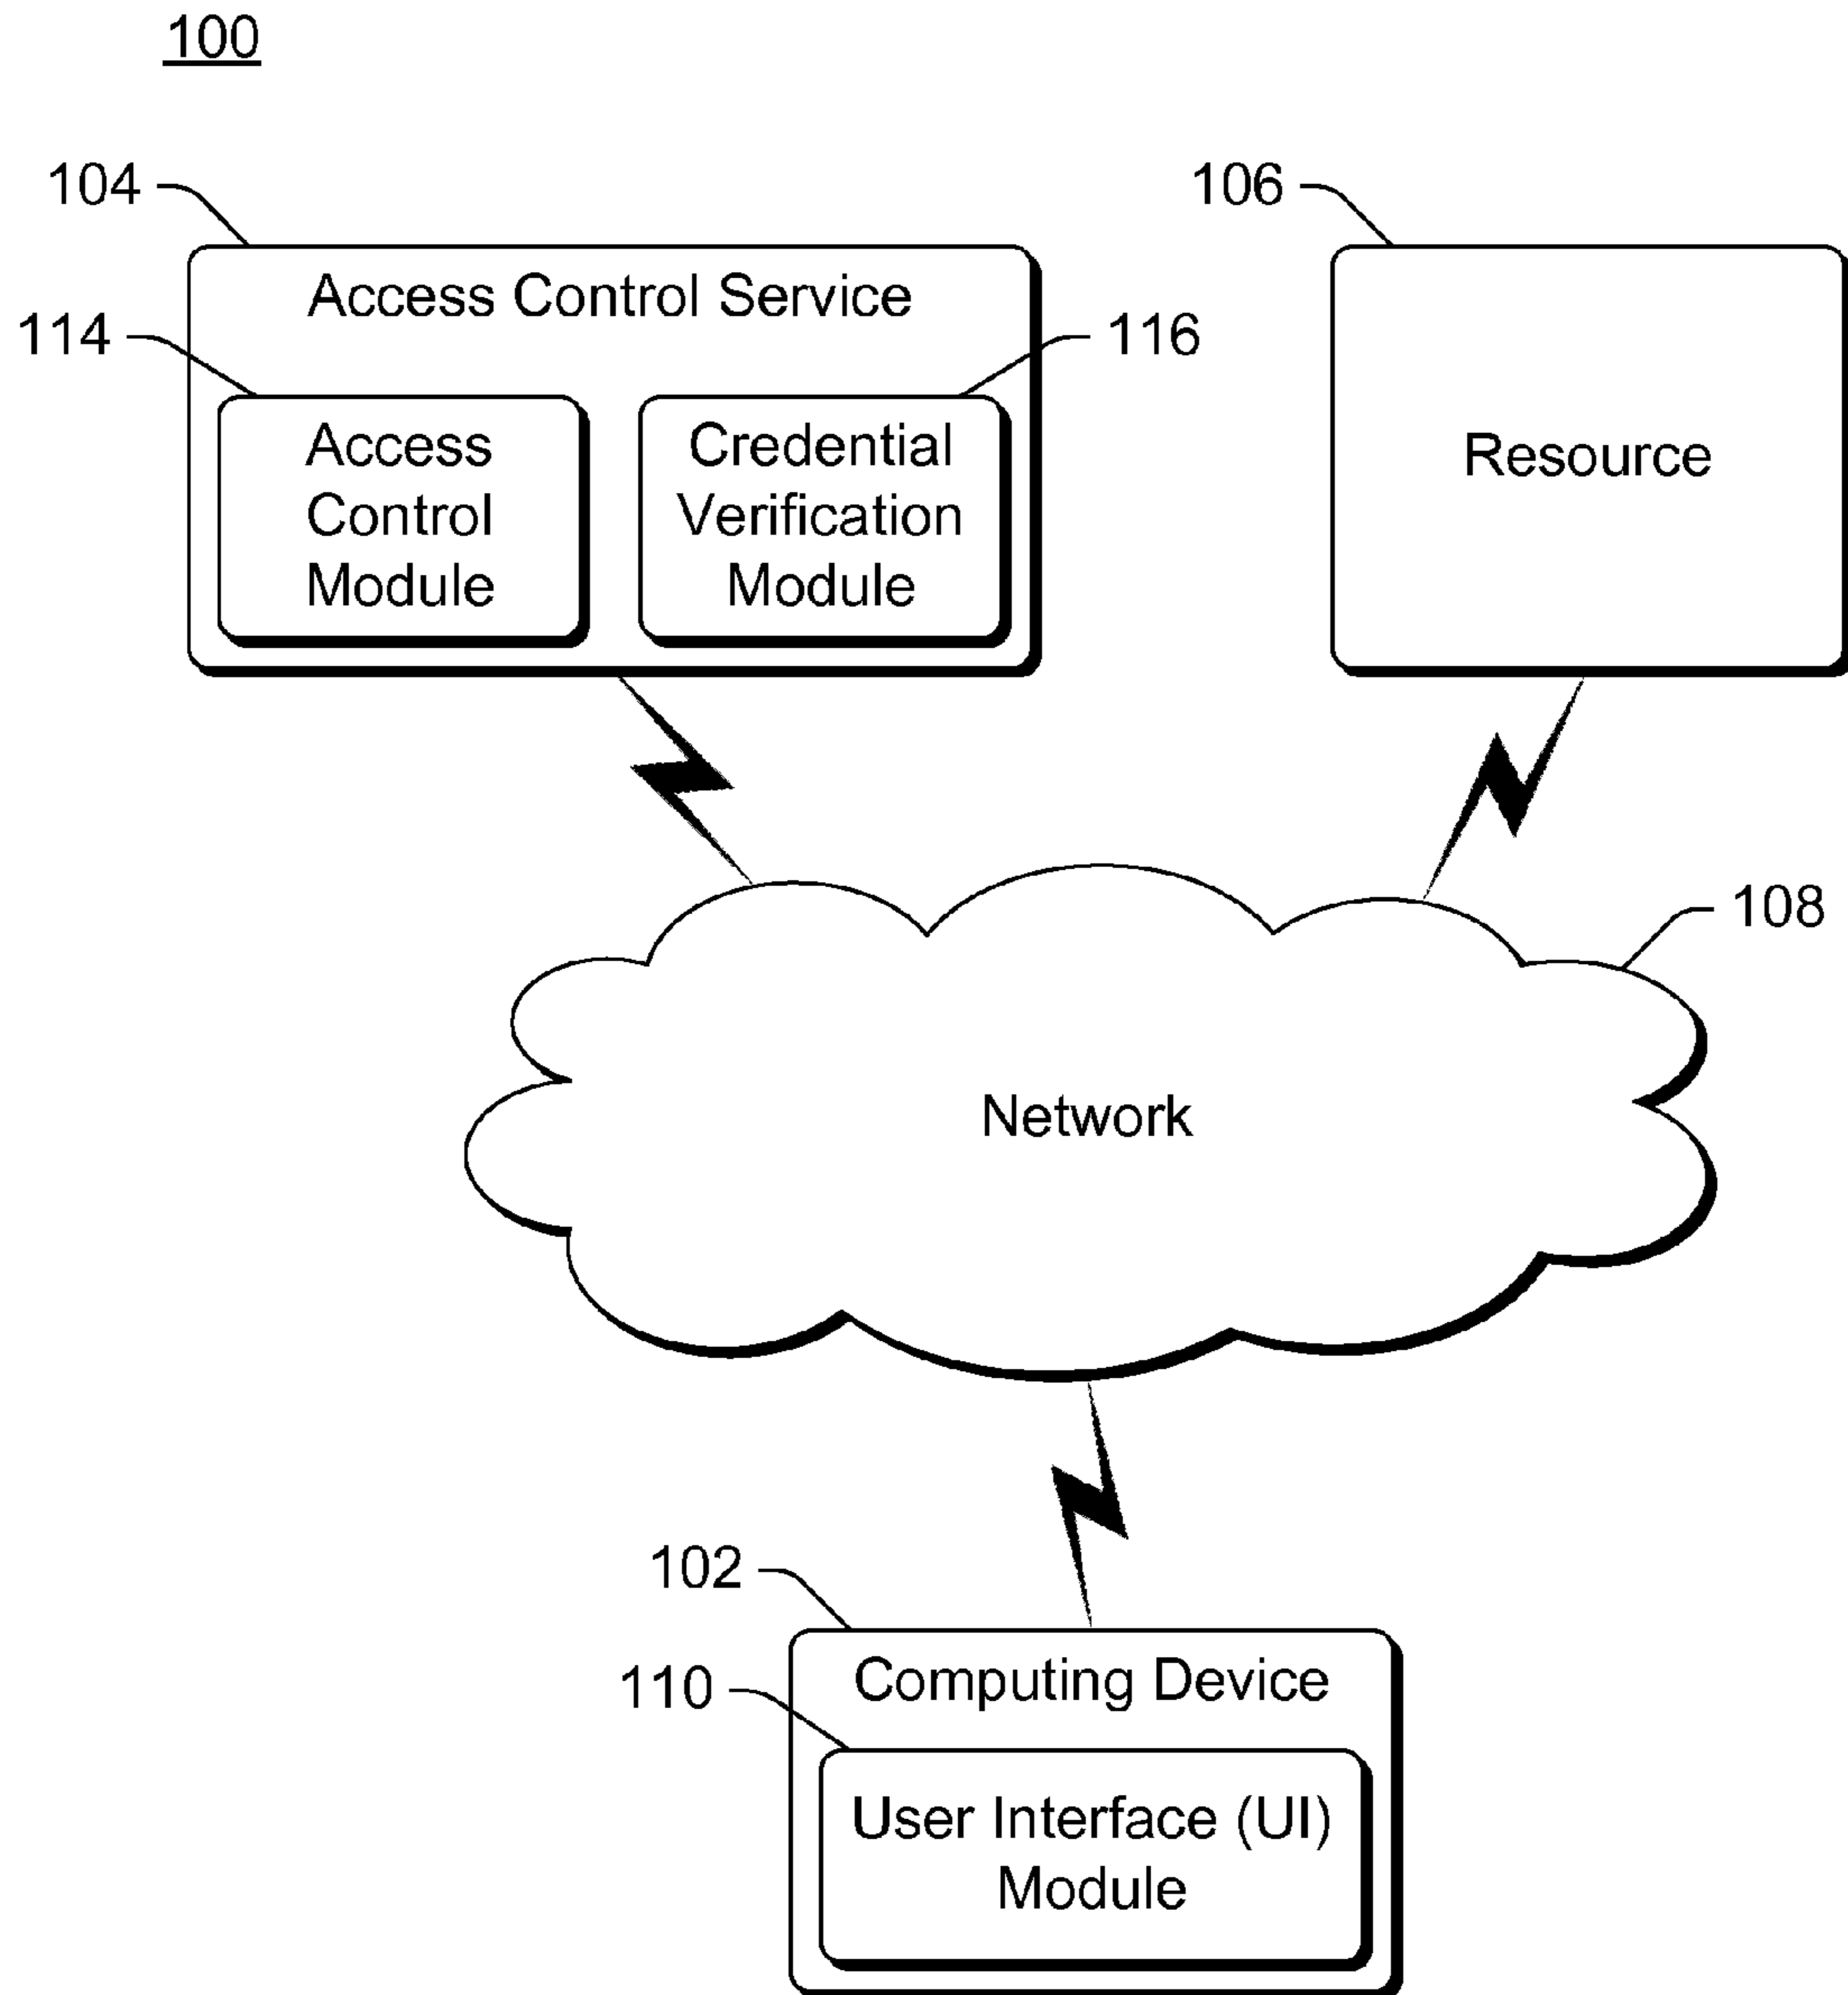 100
104
106
Access Control Service
114
116
Access
Control
Module
Credential
Verification
Module
Resource
108
Network
102
Computing Device
110
User Interface (UI)
Module